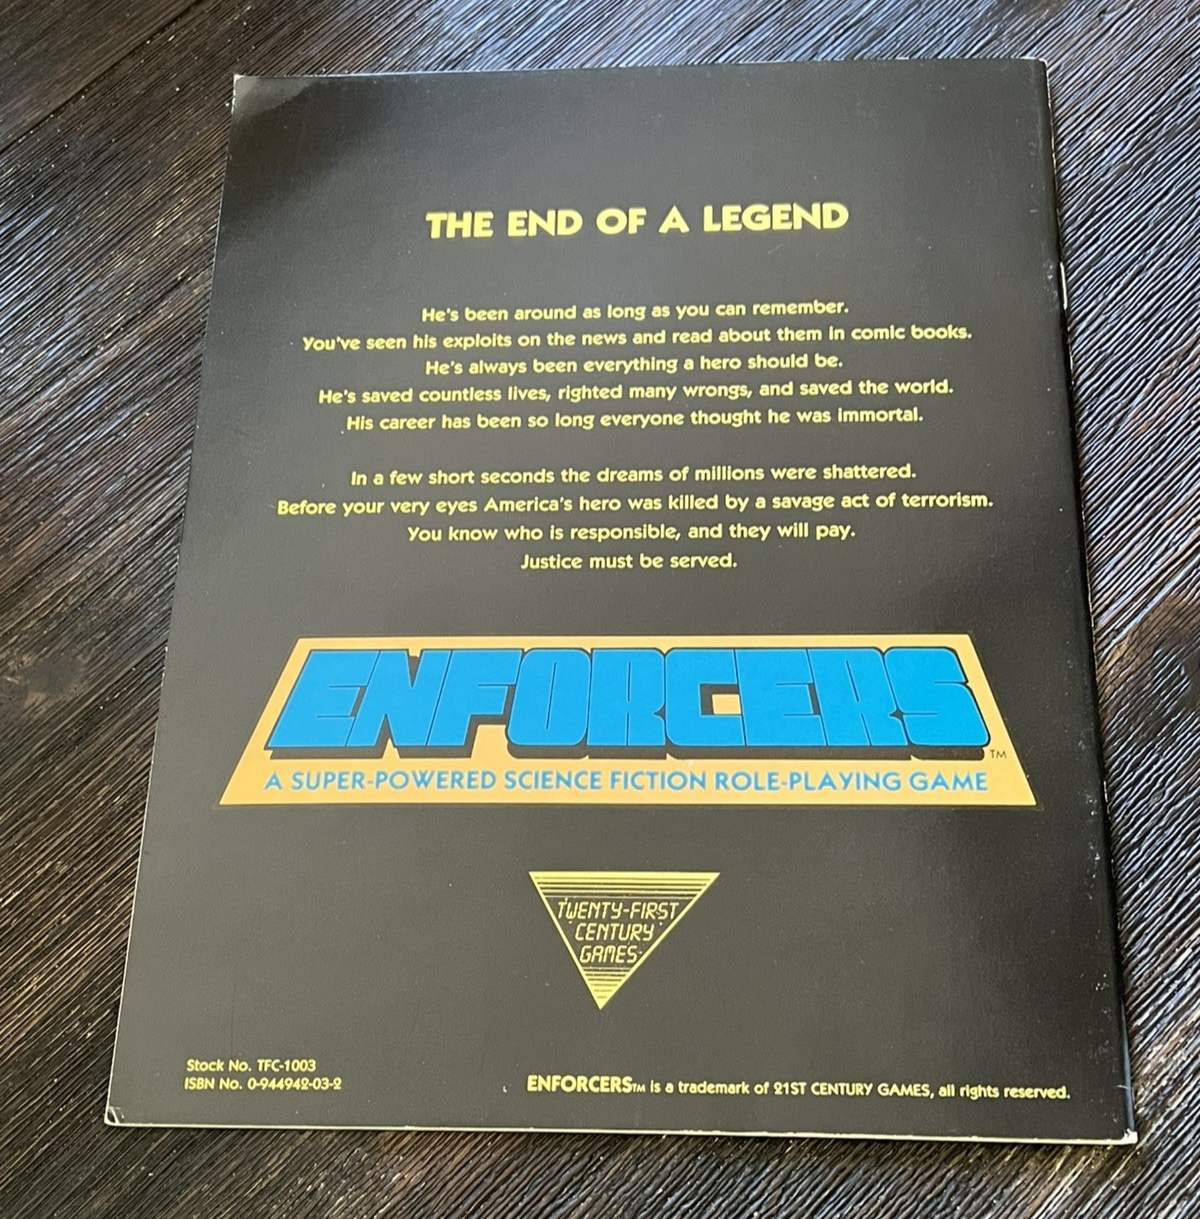 THE END OF A LEGEND
He's been around as long as you can remember.
You've seen his exploits on the news and read about them in comic books.
He's always been everything a hero should be.
He's saved countless lives, righted many wrongs, and saved the world.
His career has been so long everyone thought he was immortal.
In a few short seconds the dreams of millions were shattered.
Before your very eyes America's hero was killed by a savage act of terrorism.
You know who is responsible, and they will pay.
Justice must be served.
ENFORCERS
TM
A SUPER-POWERED SCIENCE FICTION ROLE-PLAYING GAME
TWENTY-FIRST
CENTURY
GAMES
Stock No. TFC-1003
ISBN No. 0-944942-03-2
ENFORCERS™ is a trademark of 21ST CENTURY GAMES, all rights reserved.